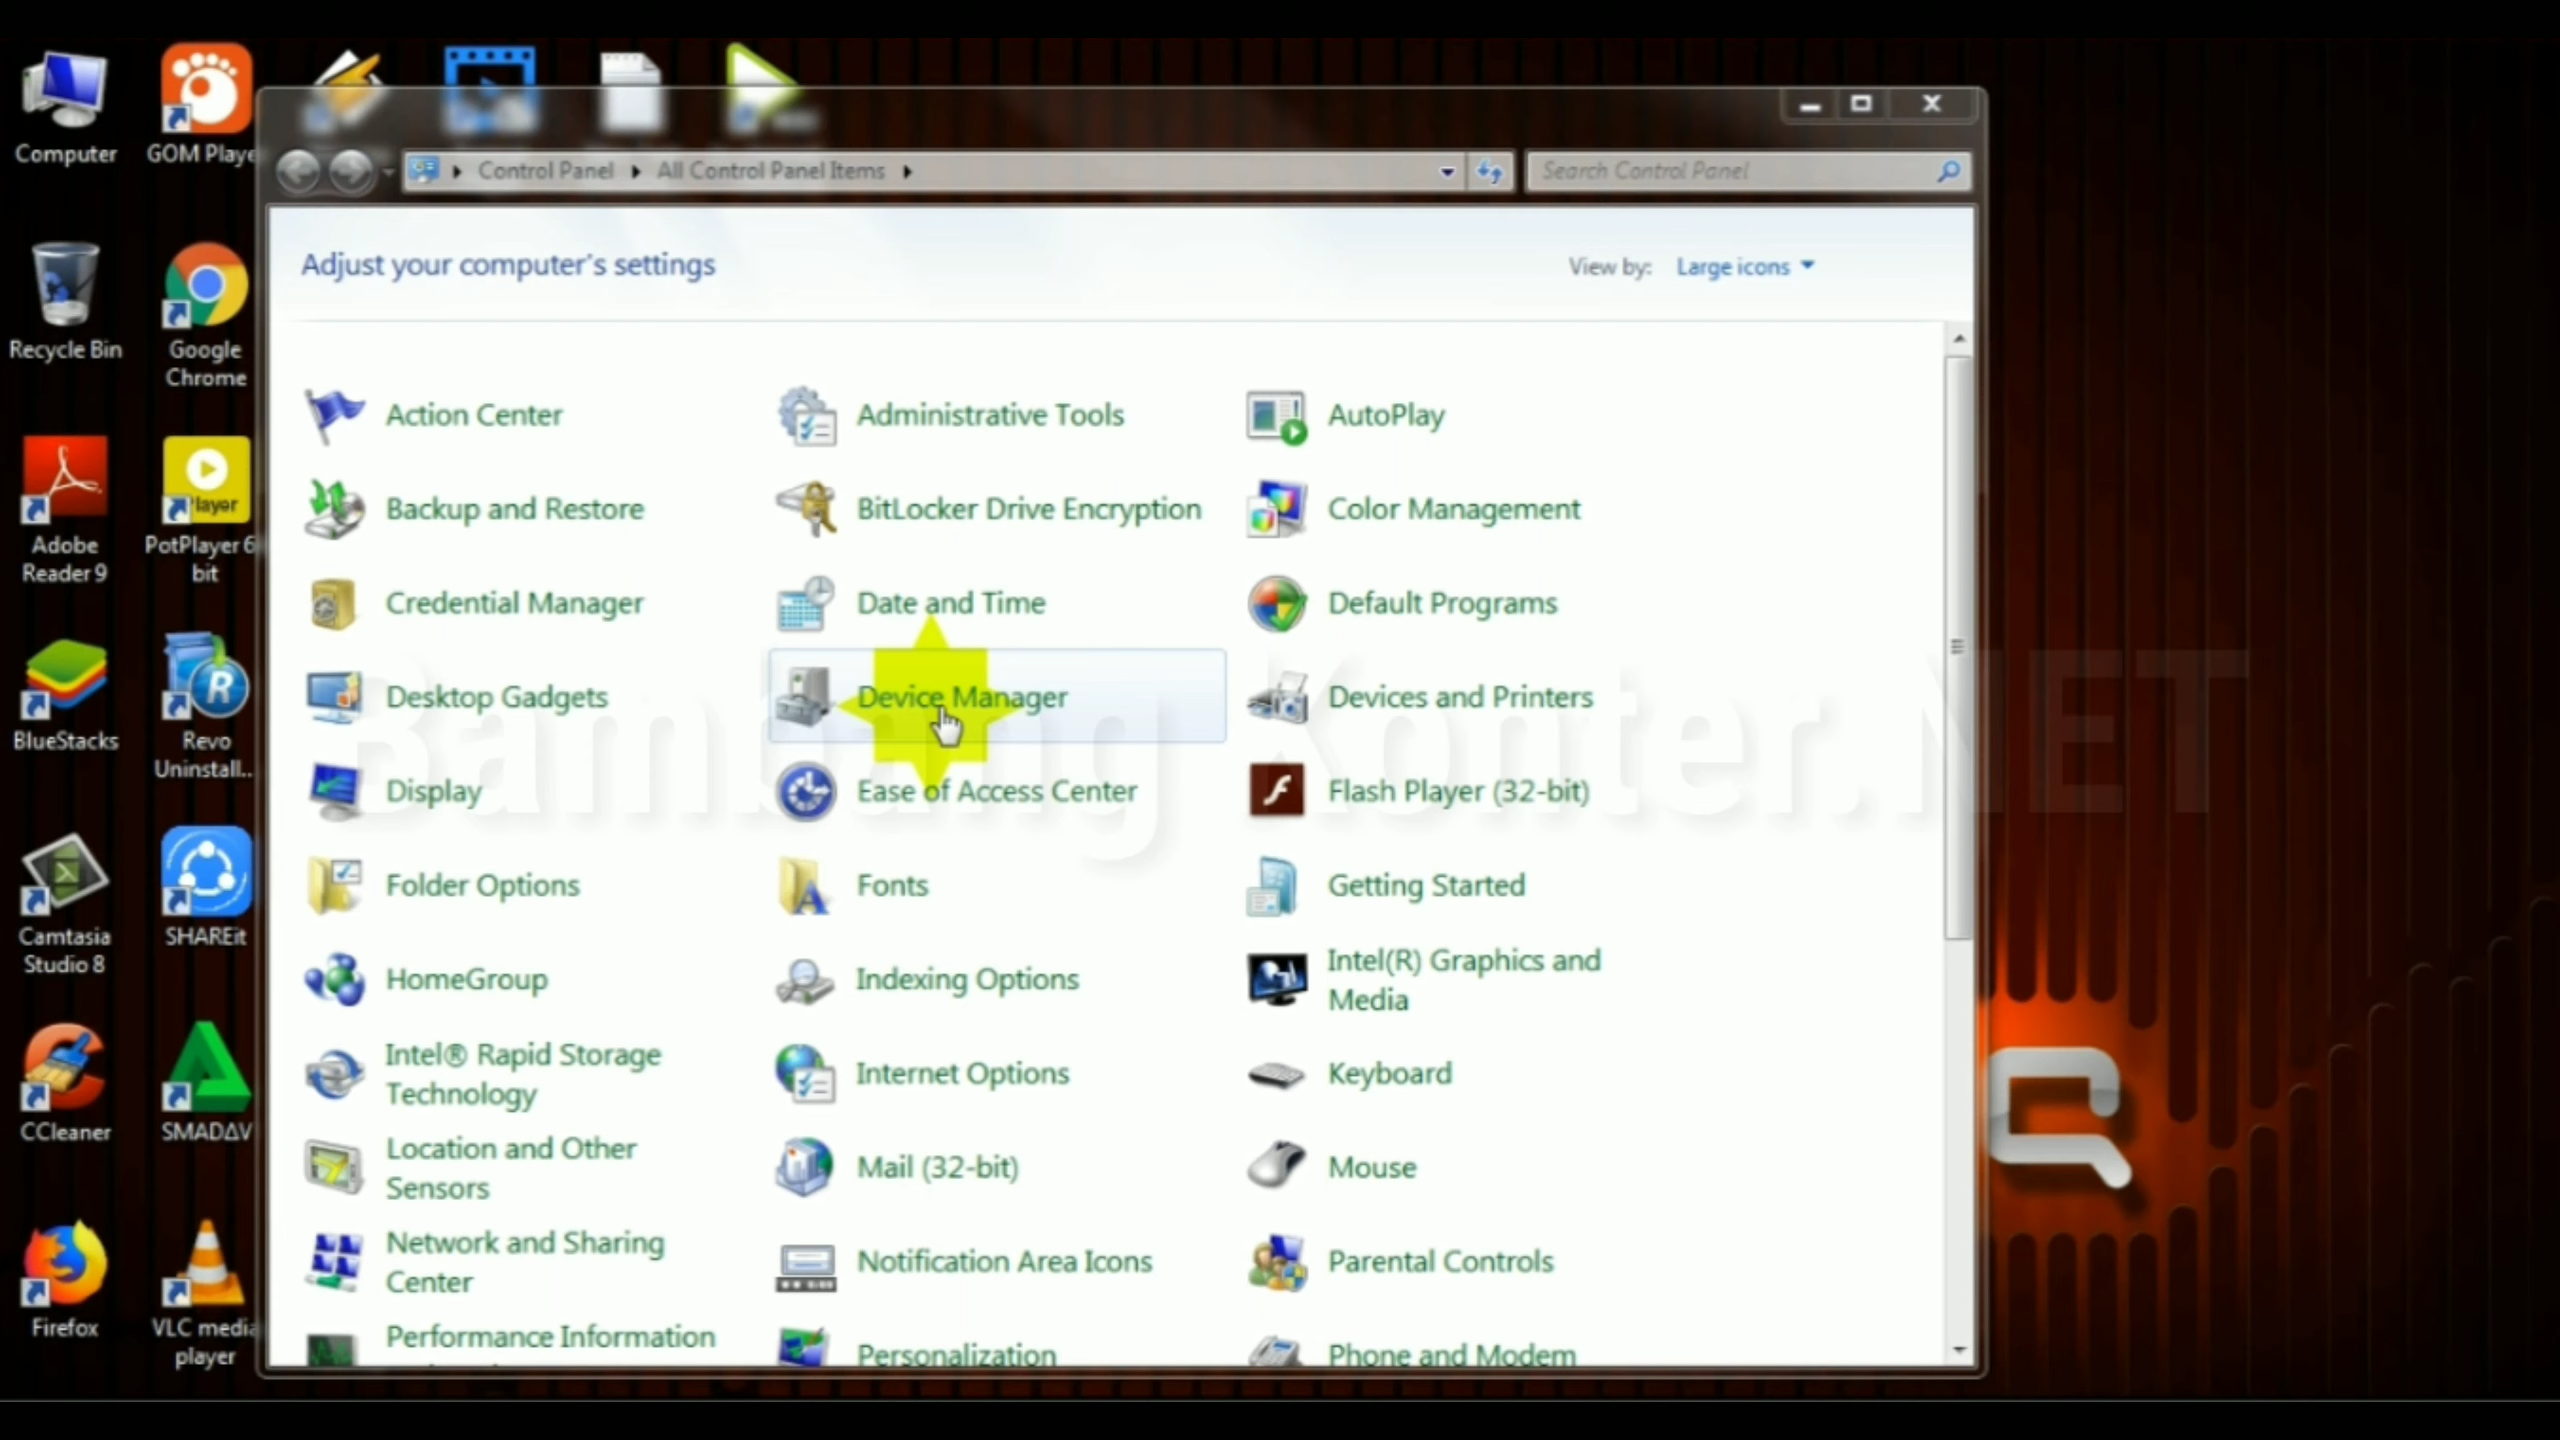 Computer
GOM Playe
Recycle Bin
Google
Chrome
Adobe
Reader 9
layer
PotPlayer 6
bit
BlueStacks
Revo
Uninstall..
Camtasia
Studio 8
SHAREit
CCleaner
SMADΔV
Firefox
VLC media
player
Control Panel
All Control Panel Items
Search Control Panel
Adjust your computer's settings
View by:
Large icons
Action Center
Administrative Tools
AutoPlay
Backup and Restore
BitLocker Drive Encryption
Color Management
Credential Manager
Date and Time
Default Programs
Desktop Gadgets
Device Manager
Devices and Printers
Bambang Konter.NET
Display
Ease of Access Center
Flash Player (32-bit)
Folder Options
Fonts
Getting Started
HomeGroup
Indexing Options
Intel(R) Graphics and
Media
Intel® Rapid Storage
Technology
Internet Options
Keyboard
Location and Other
Sensors
Mail (32-bit)
Mouse
Network and Sharing
Center
Notification Area Icons
Parental Controls
Performance Information
Personalization
Phone and Modem